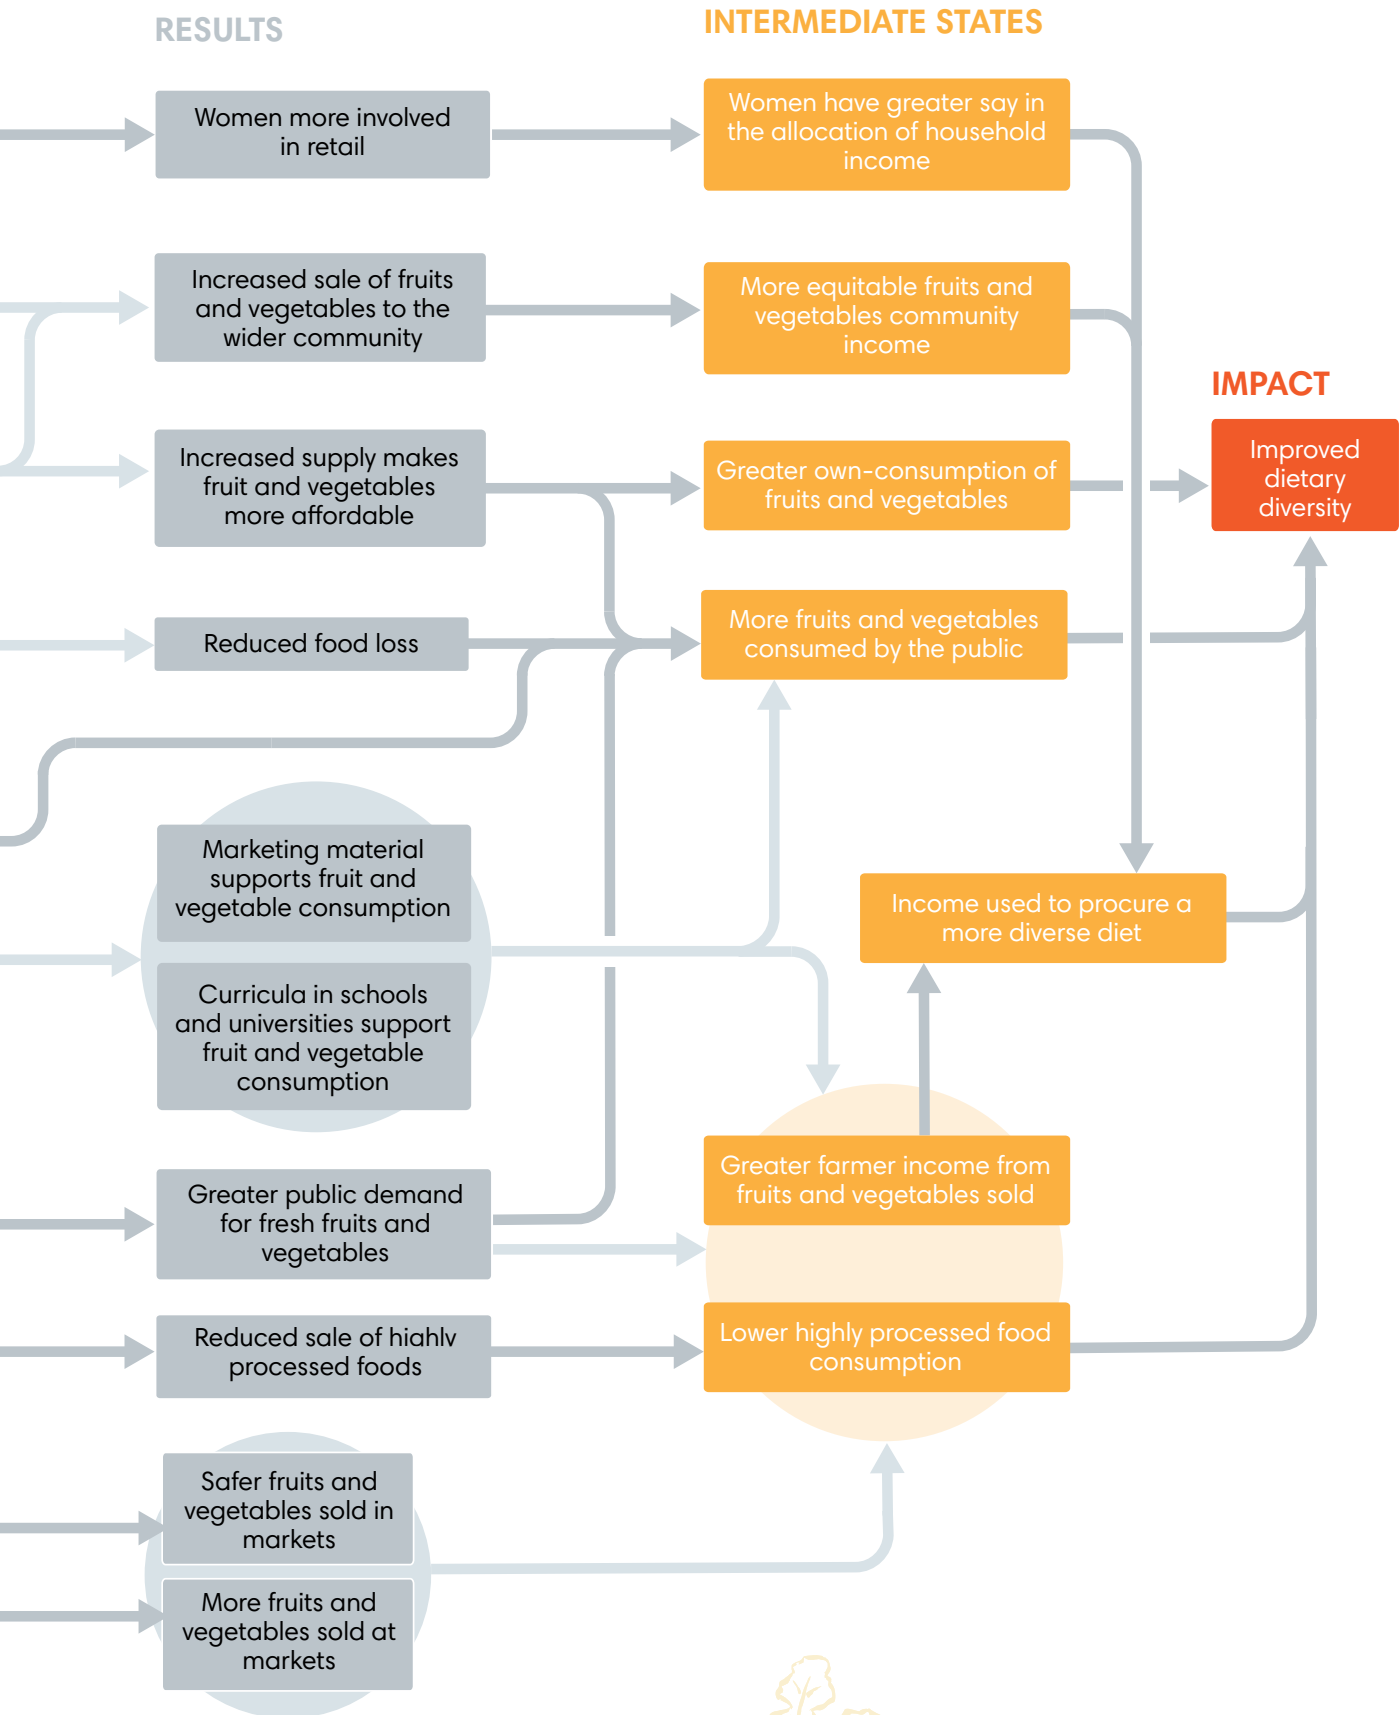 RESULTS
INTERMEDIATE STATES
Women more involved
in retail
Women have greater say in
the allocation of household
income
Increased sale of fruits
and vegetables to the
wider community
More equitable fruits and
vegetables community
income
IMPACT
Improved
dietary
diversity
Increased supply makes
fruit and vegetables
more affordable
Greater own-consumption of
fruits and vegetables
Reduced food loss
More fruits and vegetables
consumed by the public
Marketing material
supports fruit and
vegetable consumption
Income used to procure a
more diverse diet
Curricula in schools
and universities support
fruit and vegetable
consumption
Greater public demand
for fresh fruits and
vegetables
Greater farmer income from
fruits and vegetables sold
Reduced sale of highly
processed foods
Lower highly processed food
consumption
Safer fruits and
vegetables sold in
markets
More fruits and
vegetables sold at
markets